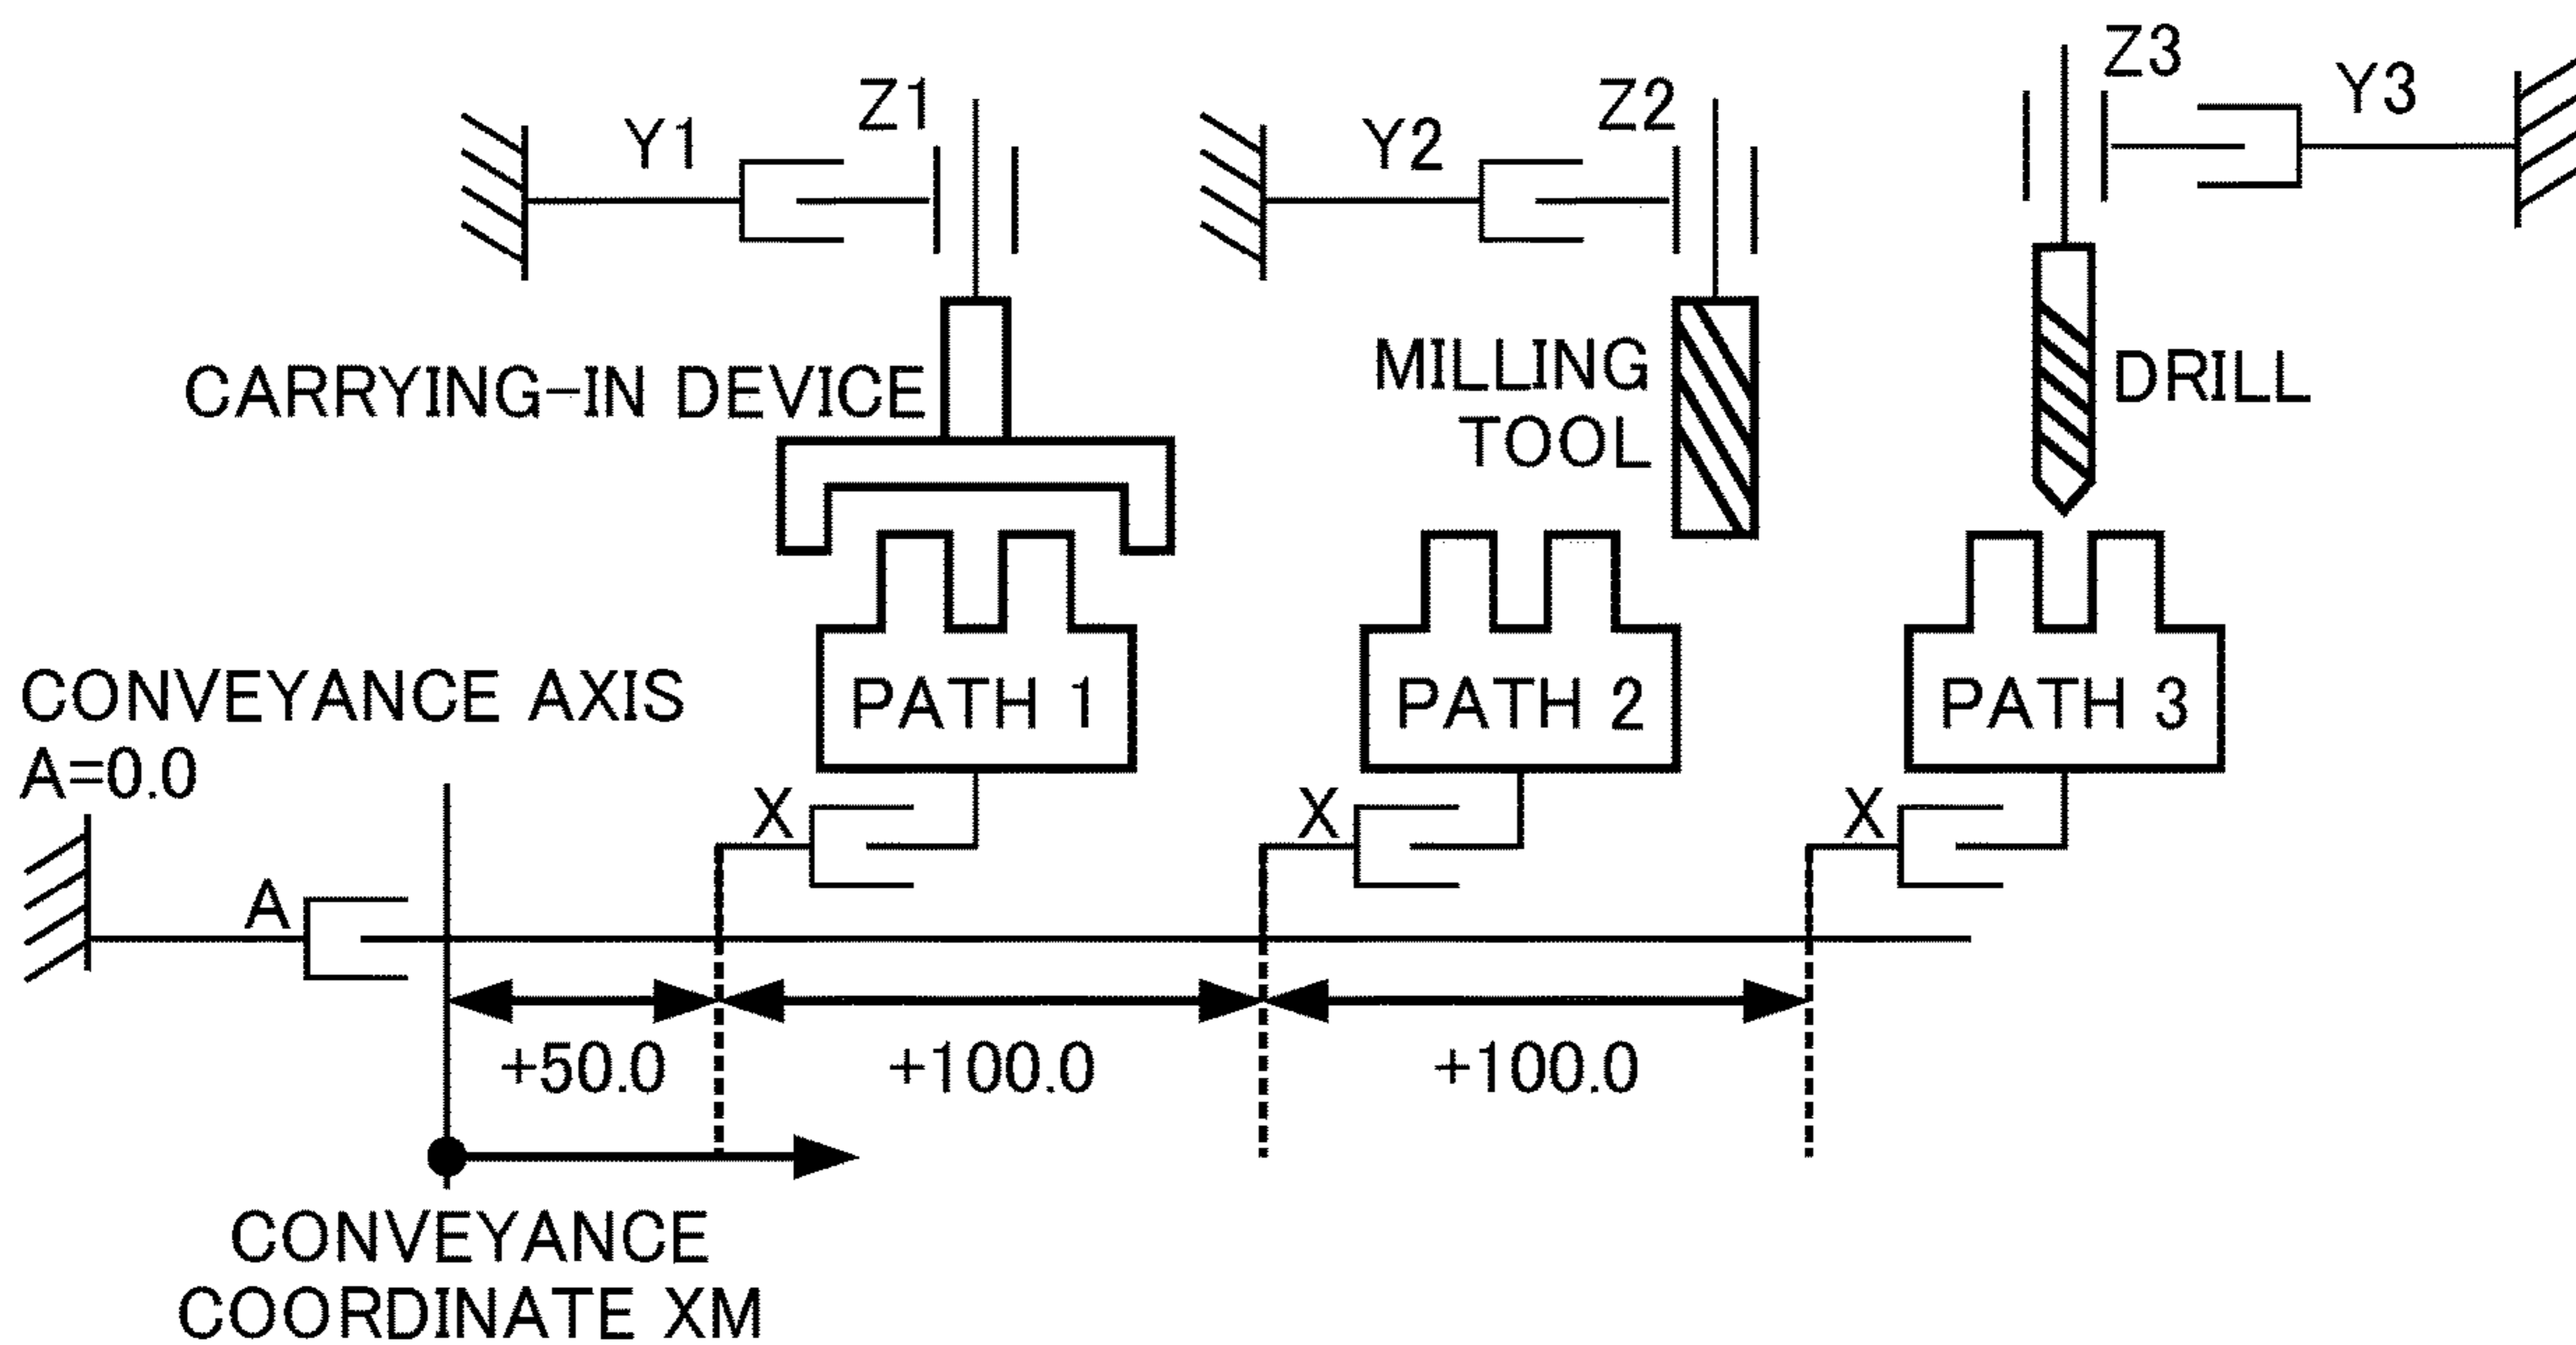 Z3
Y3
Z1
Y1
Z2
Y2
CARRYING-IN DEVICE
MILLING
TOOL
DRILL
PATH 1
PATH 2
PATH 3
CONVEYANCE AXIS
A=0.0
X
X
X
A
+50.0
+100.0
+100.0
CONVEYANCE
COORDINATE XM